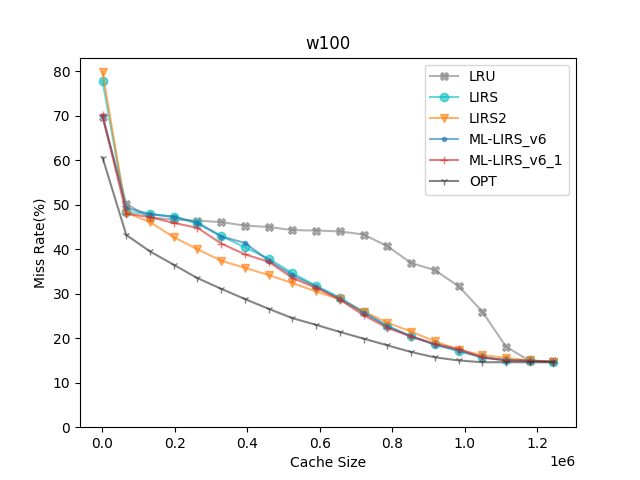 w100
Miss Rate(%)
80
70
60
50
40
30
20
10
0
0.0 0.2 0.4 0.6 0.8 1.0 1.2
1e6
Cache Size
LRU
LIRS
LIRS2
ML-LIRS_v6
ML-LIRS_v6_1
OPT